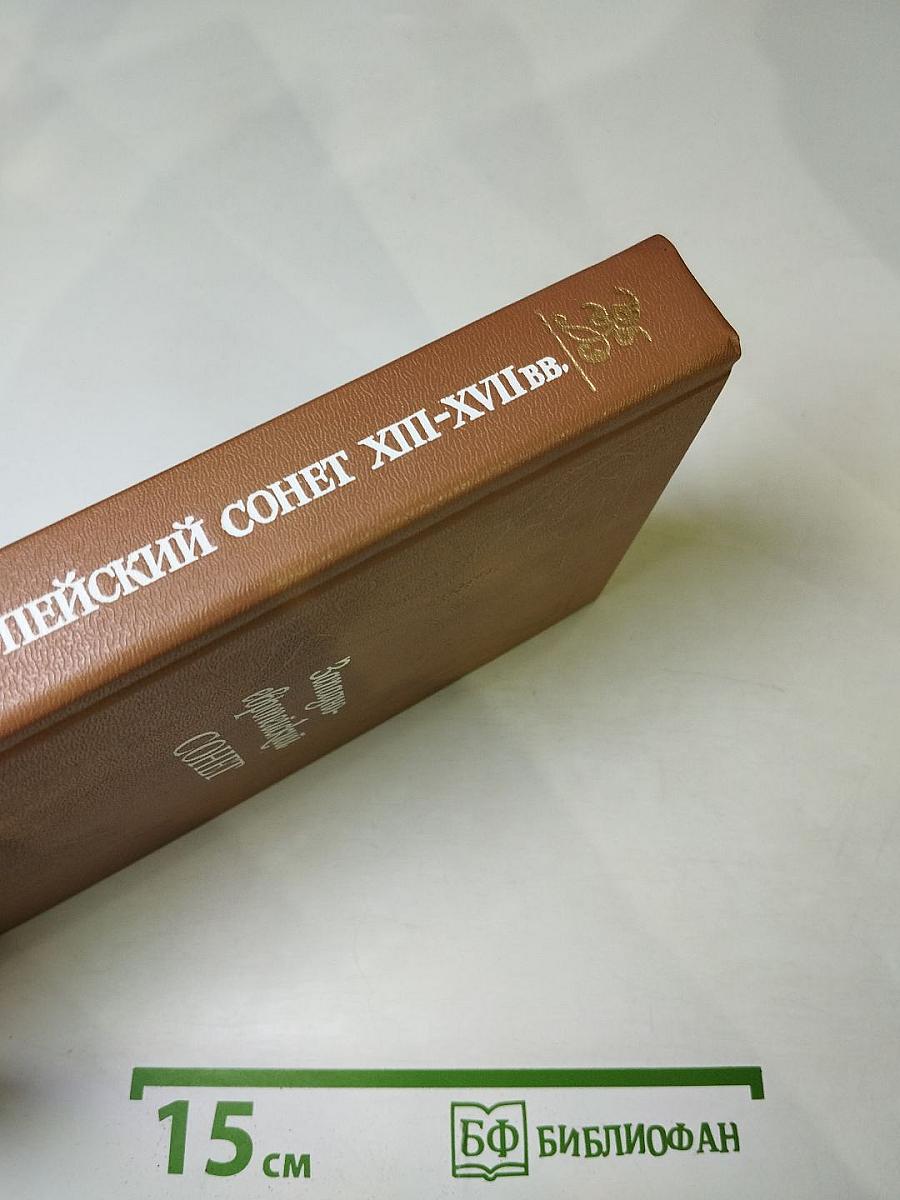 ПЕЙСКИЙ СОНЕТ XIII-XVII вв.
Западно-
европейский
СОНЕТ
15 см
БФ БИБЛИОФАН